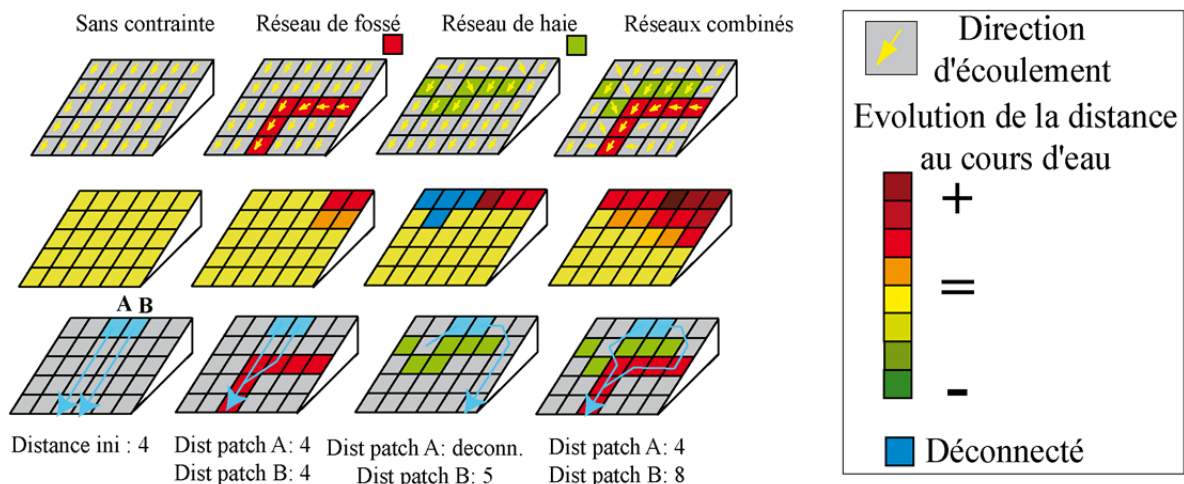 Sans contrainte
Réseau de fossé
Réseau de haie
Réseaux combinés
A B
Distance ini : 4
Dist patch A: 4
Dist patch B: 4
Dist patch A: deconn.
Dist patch B: 5
Dist patch A: 4
Dist patch B: 8
Direction
d'écoulement
Evolution de la distance
au cours d'eau
+
=
-
Déconnecté